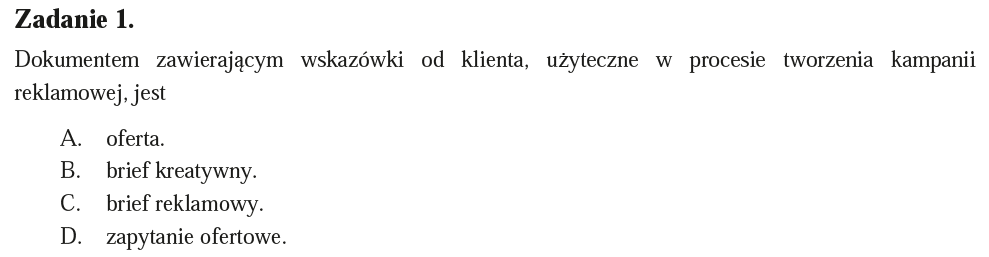 Zadanie 1.
Dokumentem zawierającym wskazówki od klienta, użyteczne w procesie tworzenia kampanii
reklamowej, jest
A. oferta.
B. brief kreatywny.
C. brief reklamowy.
D. zapytanie ofertowe.